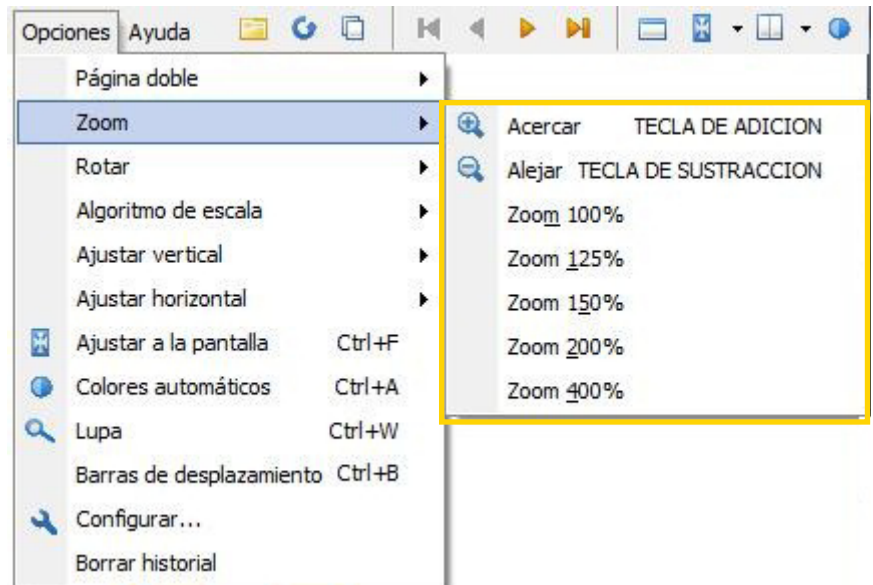 Opciones Ayuda
Página doble
Zoom
Rotar
Algoritmo de escala
Ajustar vertical
Ajustar horizontal
Ajustar a la pantalla Ctrl+F
Colores automáticos Ctrl+A
Lupa Ctrl+W
Barras de desplazamiento Ctrl+B
Configurar...
Borrar historial
Acercar TECLA DE ADICION
Alejar TECLA DE SUSTRACCION
Zoom 100%
Zoom 125%
Zoom 150%
Zoom 200%
Zoom 400%